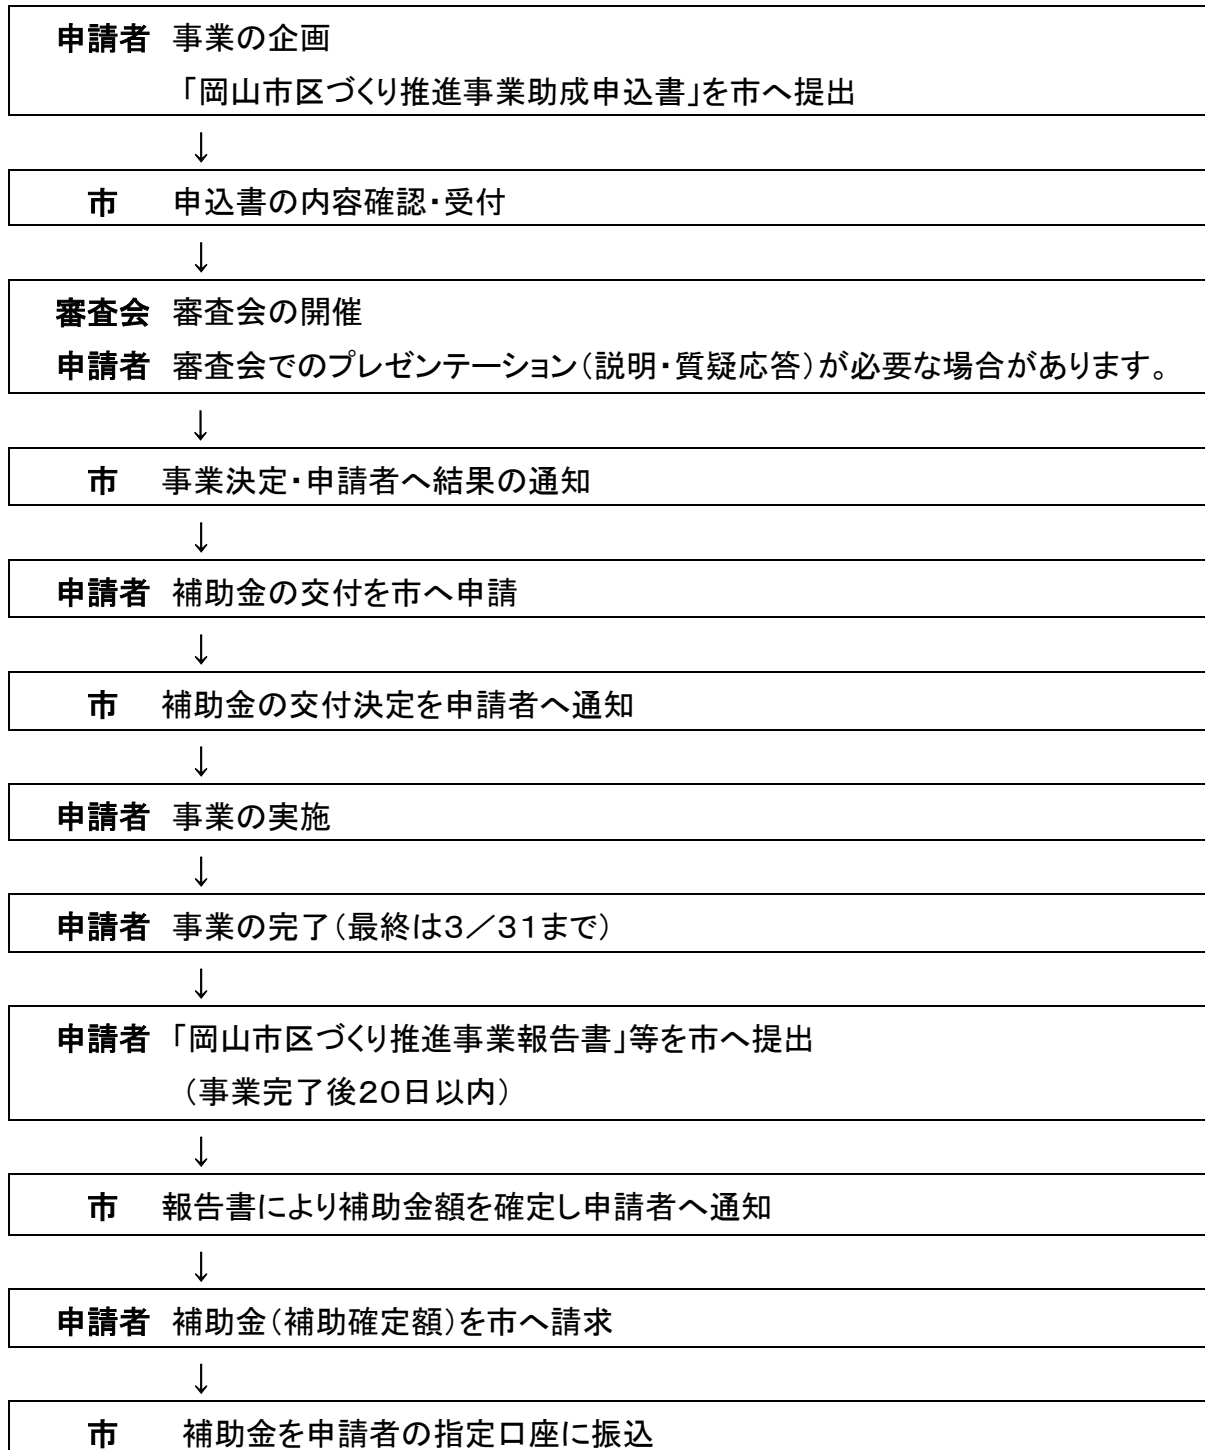 申請者 事業の企画
「岡山市区づくり推進事業助成申込書」を市へ提出
↓
市 申込書の内容確認・受付
↓
審査会 審査会の開催
申請者 審査会でのプレゼンテーション(説明・質疑応答)が必要な場合があります。
↓
市 事業決定・申請者へ結果の通知
↓
申請者 補助金の交付を市へ申請
↓
市 補助金の交付決定を申請者へ通知
↓
申請者 事業の実施
↓
申請者 事業の完了(最終は3/31まで)
↓
申請者 「岡山市区づくり推進事業報告書」等を市へ提出
(事業完了後20日以内)
↓
市 報告書により補助金額を確定し申請者へ通知
↓
申請者 補助金(補助確定額)を市へ請求
↓
市 補助金を申請者の指定口座に振込